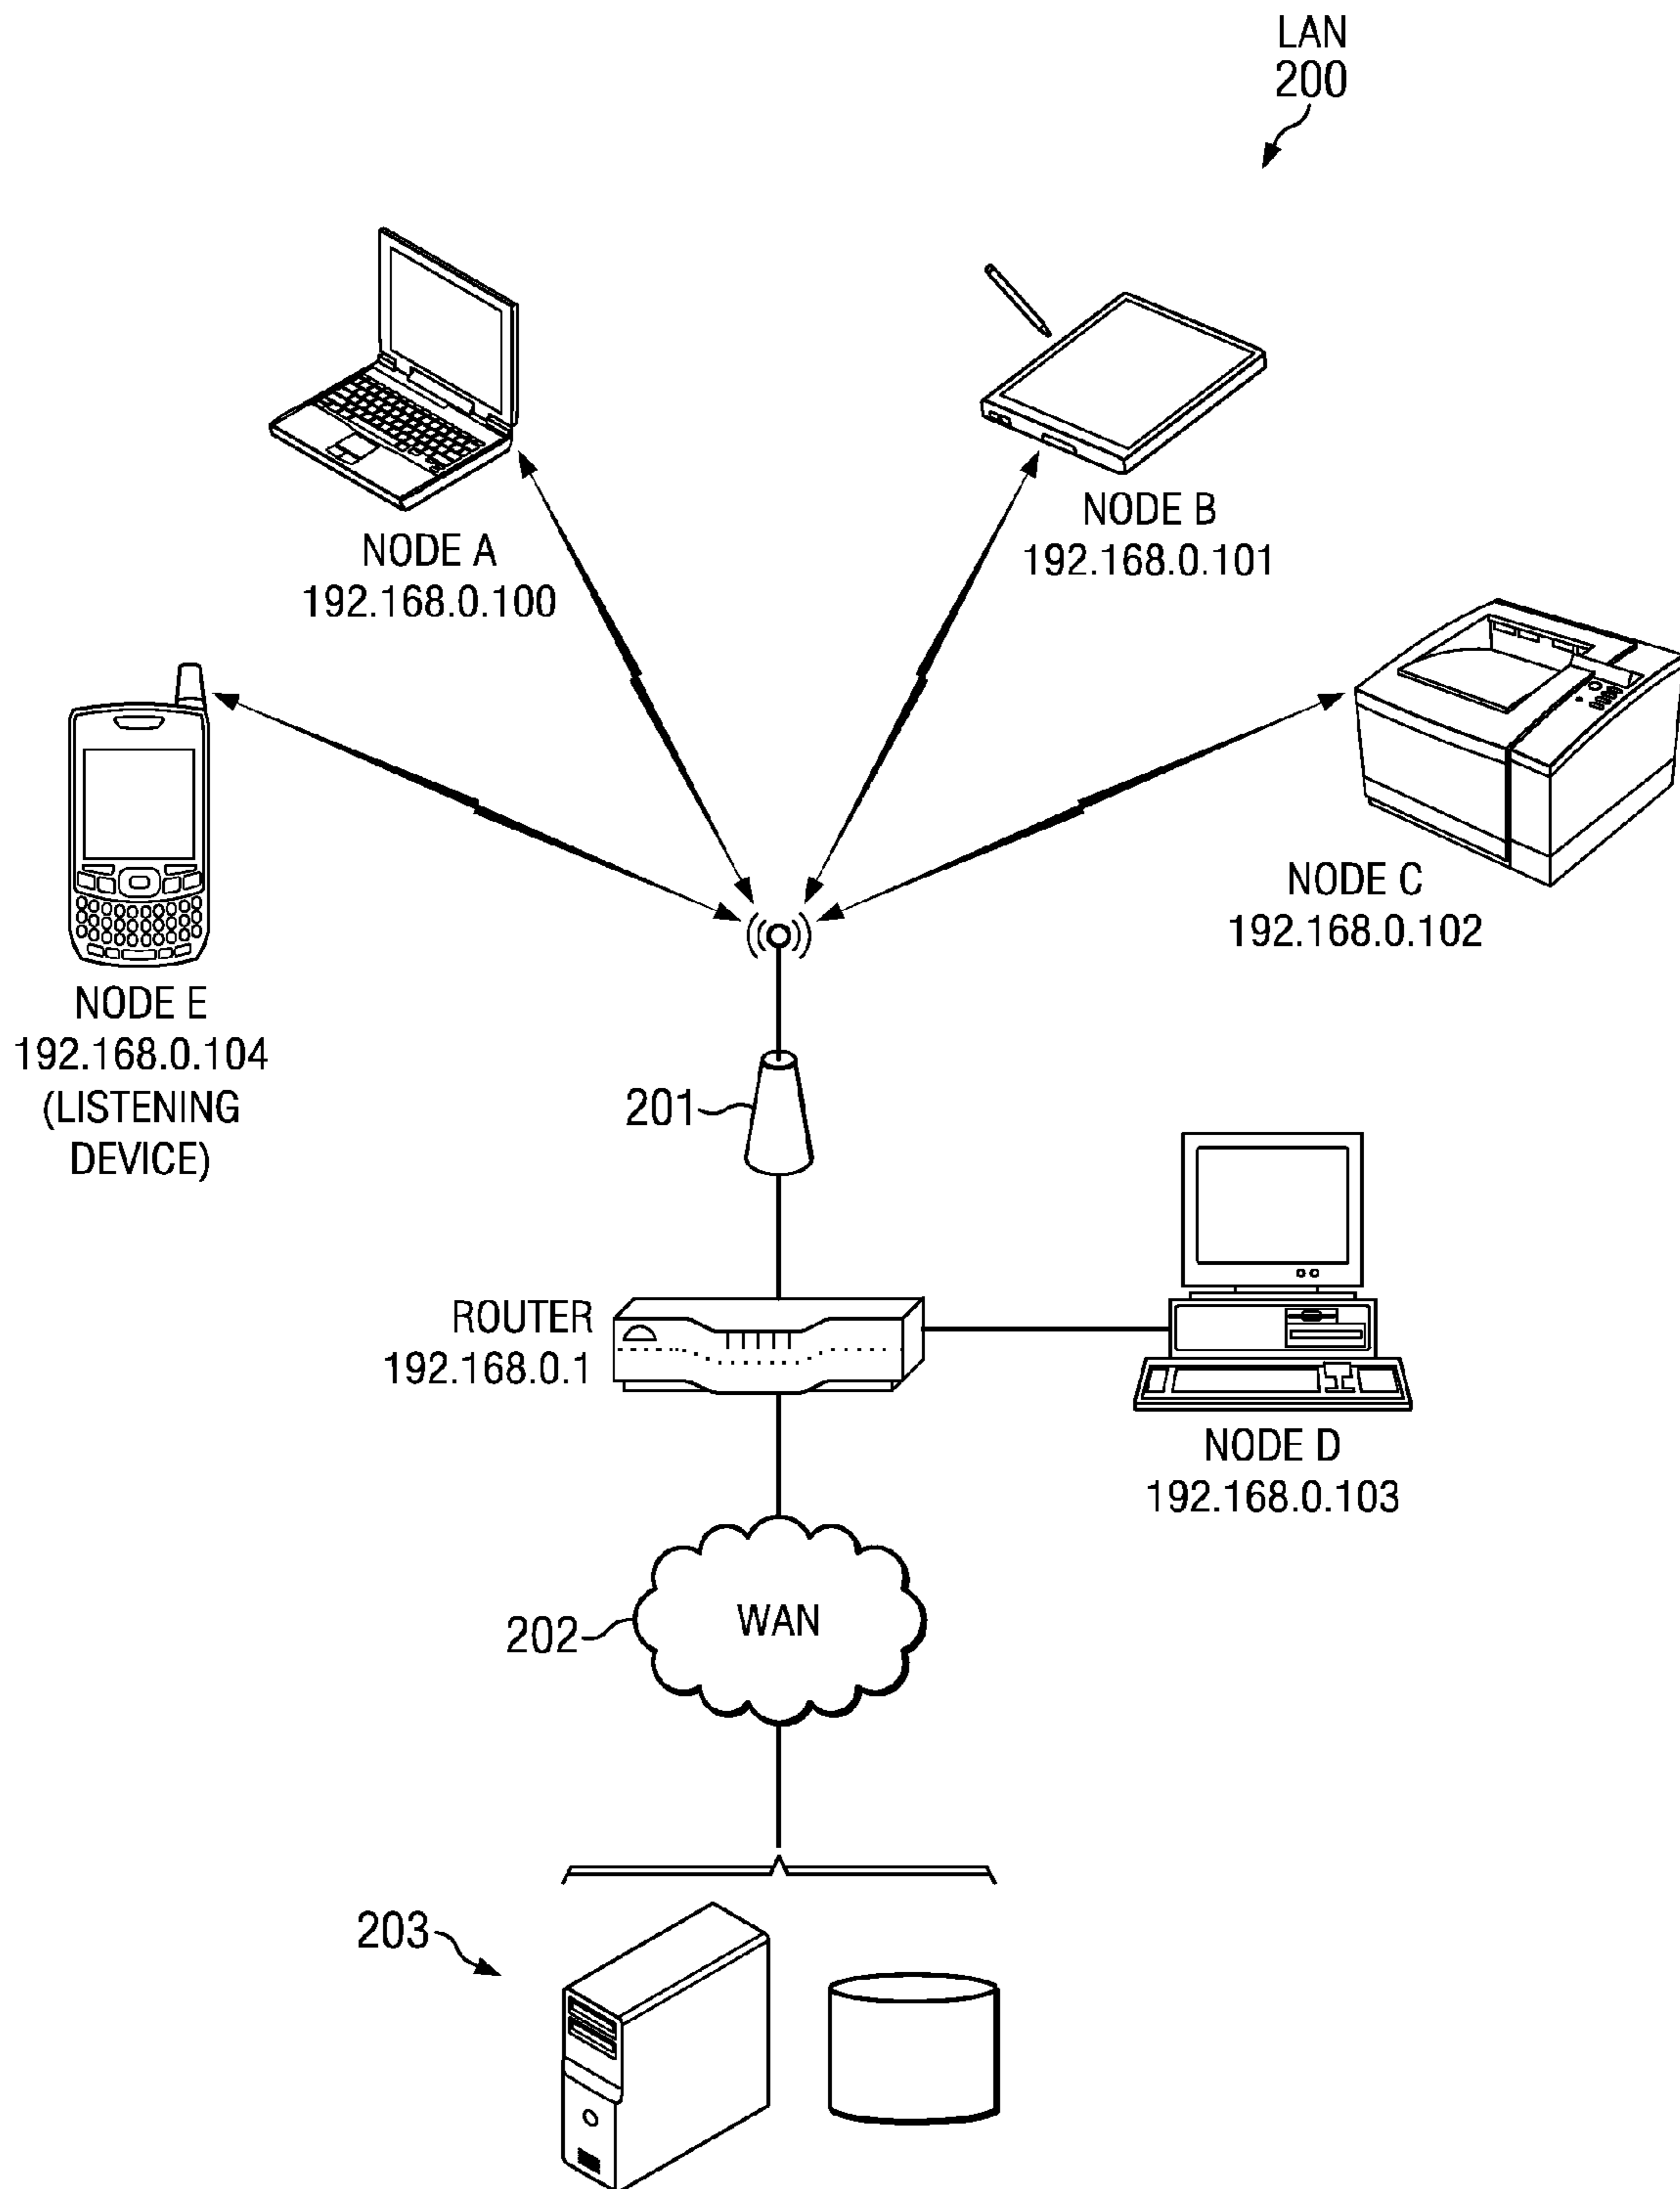 LAN
200
NODE A
192.168.0.100
NODE B
192.168.0.101
NODE C
192.168.0.102
NODE E
192.168.0.104
(LISTENING
DEVICE)
201
ROUTER
192.168.0.1
NODE D
192.168.0.103
202
WAN
203